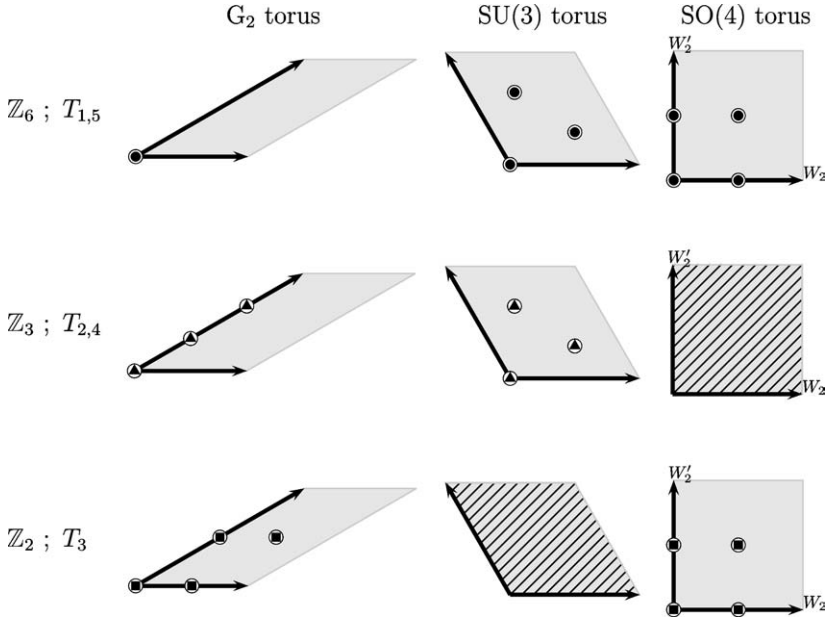 G₂ torus SU(3) torus SO(4) torus
ℤ₆ ; T₁,₅ W₂′ W₂
ℤ₃ ; T₂,₄ W₂′ W₂
ℤ₂ ; T₃ W₂′ W₂